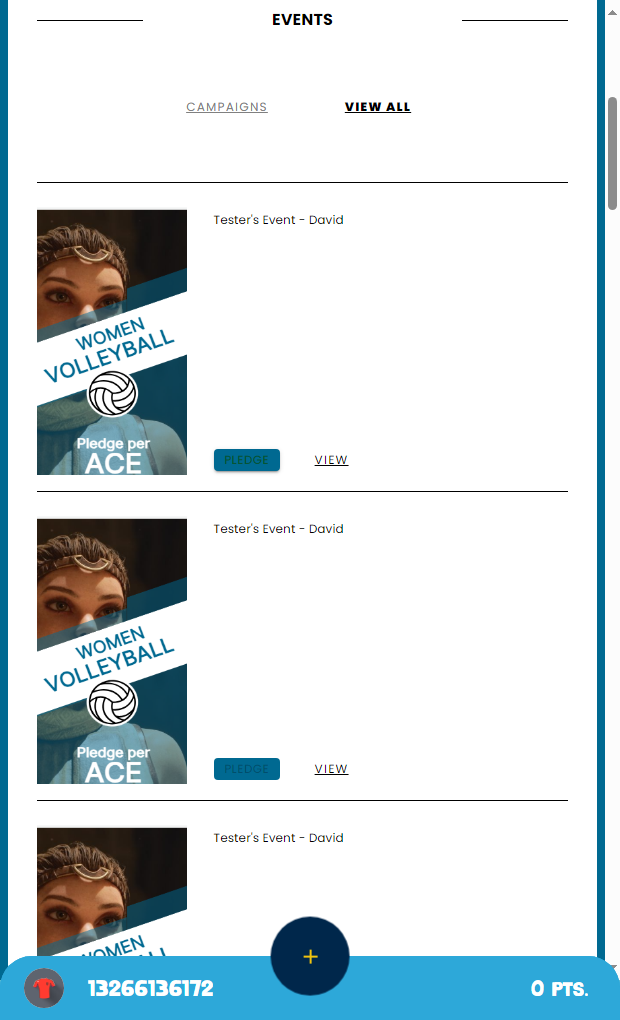 EVENTS
CAMPAIGNS VIEW ALL
Tester's Event - David
WOMEN
VOLLEYBALL
Pledge per
ACE
PLEDGE VIEW
Tester's Event - David
WOMEN
VOLLEYBALL
Pledge per
ACE
PLEDGE VIEW
Tester's Event - David
WOMEN
VOLLEYBALL
+
13266136172 0 PTS.